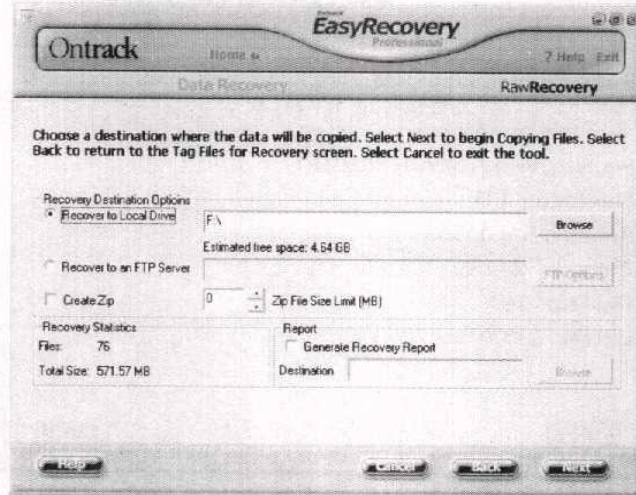 EasyRecovery
Professional
Ontrack
Home
? Help Exit
Data Recovery
RawRecovery
Choose a destination where the data will be copied. Select Next to begin Copying Files. Select
Back to return to the Tag Files for Recovery screen. Select Cancel to exit the tool.
Recovery Destination Options
Recover to Local Drive
F:\
Browse
Estimated free space: 4.64 GB
Recover to an FTP Server
FTP Options
Create Zip
0
Zip File Size Limit (MB)
Recovery Statistics
Report
Files: 76
Generate Recovery Report
Total Size: 571.57 MB
Destination
Browse
Help
Cancel
Back
Next